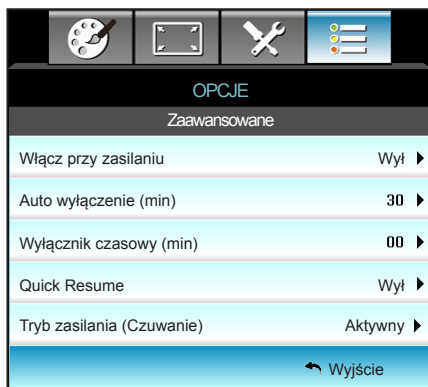 OPCJE
Zaawansowane
Włącz przy zasilaniu Wył
Auto wyłączenie (min) 30
Wyłącznik czasowy (min) 00
Quick Resume Wył
Tryb zasilania (Czuwanie) Aktywny
Wyjście